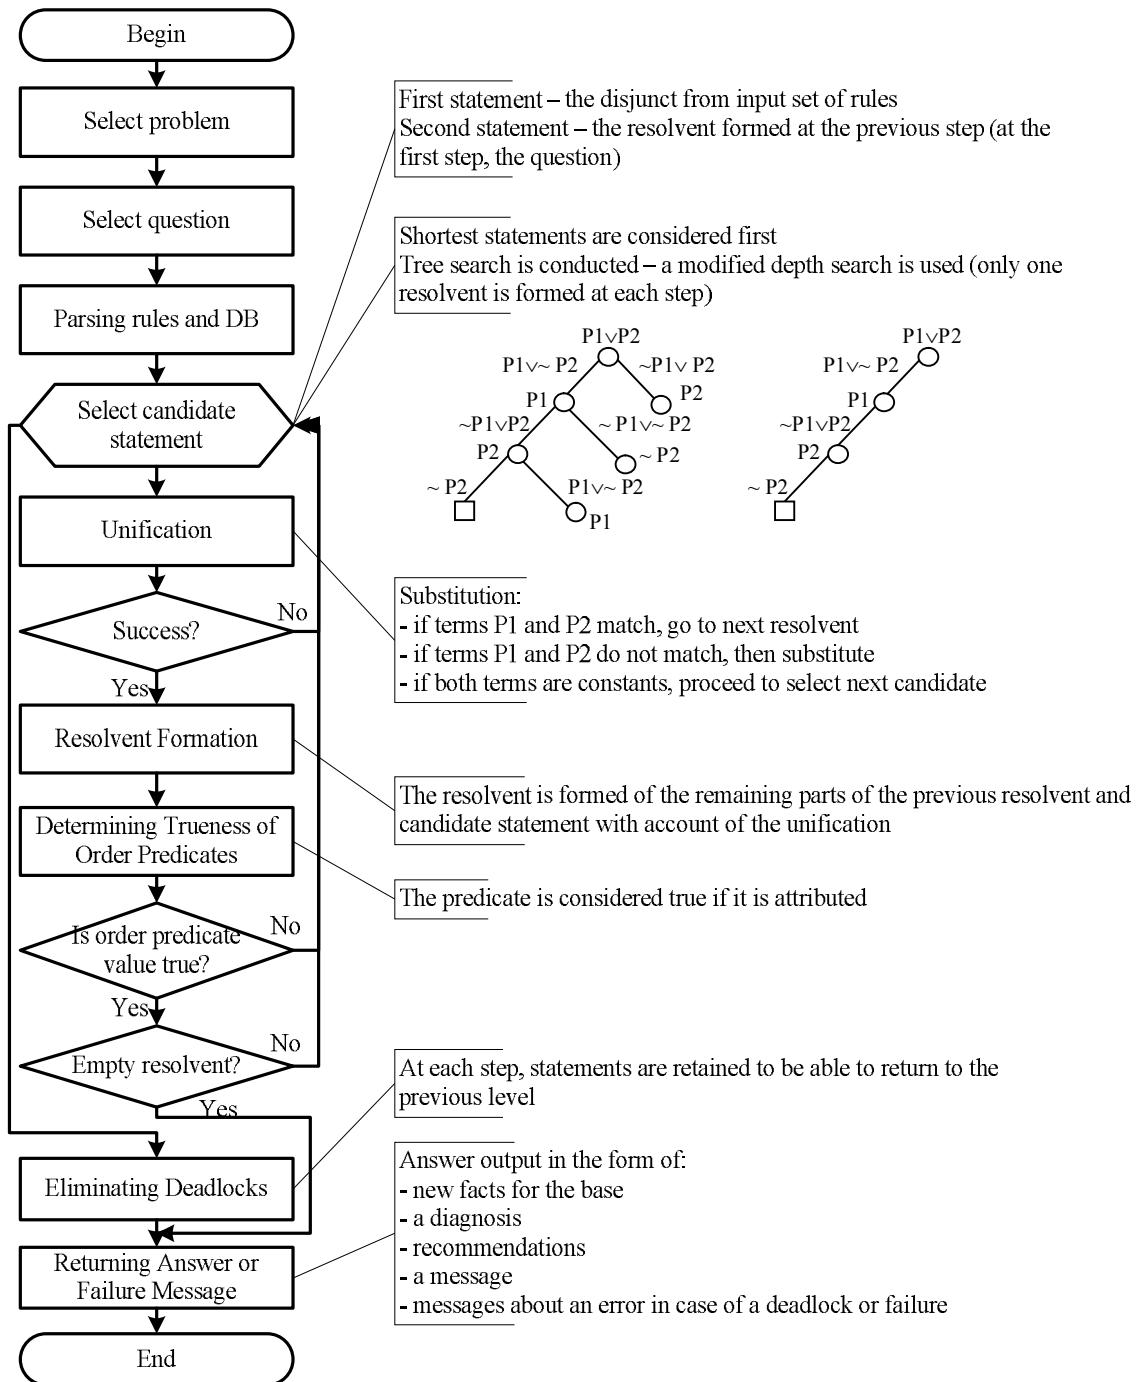 Begin
Select problem
Select question
Parsing rules and DB
Select candidate
statement
Unification
Success?
No
Yes
Resolvent Formation
Determining Trueness of
Order Predicates
Is order predicate
value true?
No
Yes
Empty resolvent?
No
Yes
Eliminating Deadlocks
Returning Answer or
Failure Message
End
First statement – the disjunct from input set of rules
Second statement – the resolvent formed at the previous step (at the
first step, the question)
Shortest statements are considered first
Tree search is conducted – a modified depth search is used (only one
resolvent is formed at each step)
P1∨P2
P1∨~ P2
~P1∨ P2
P1
P2
~P1∨P2
~ P1∨~ P2
P2
~ P2
~ P2
P1∨~ P2
P1
P1∨P2
P1∨~ P2
P1
~P1∨P2
P2
~ P2
Substitution:
- if terms P1 and P2 match, go to next resolvent
- if terms P1 and P2 do not match, then substitute
- if both terms are constants, proceed to select next candidate
The resolvent is formed of the remaining parts of the previous resolvent and
candidate statement with account of the unification
The predicate is considered true if it is attributed
At each step, statements are retained to be able to return to the
previous level
Answer output in the form of:
- new facts for the base
- a diagnosis
- recommendations
- a message
- messages about an error in case of a deadlock or failure